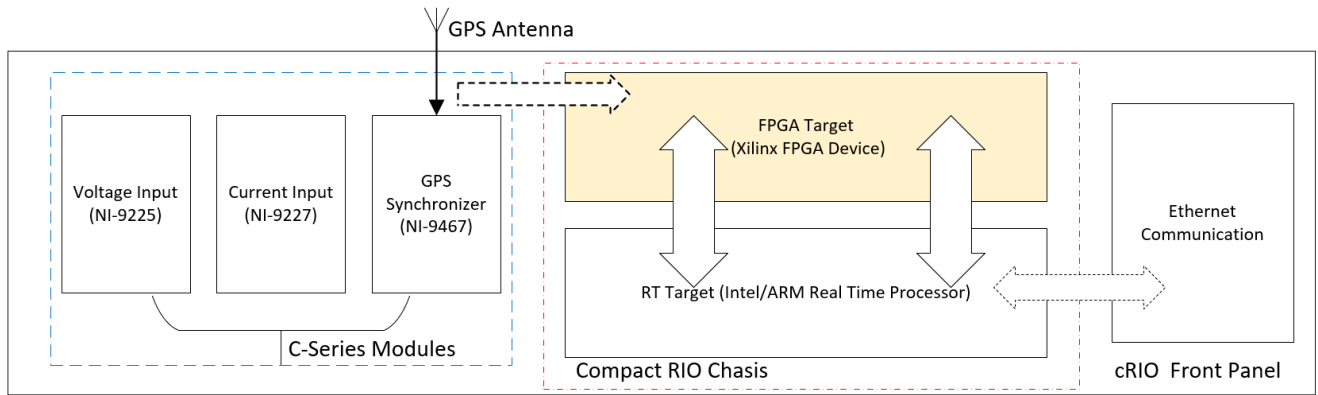 GPS Antenna
Voltage Input
(NI-9225)
Current Input
(NI-9227)
GPS
Synchronizer
(NI-9467)
C-Series Modules
FPGA Target
(Xilinx FPGA Device)
RT Target (Intel/ARM Real Time Processor)
Compact RIO Chasis
Ethernet
Communication
cRIO Front Panel